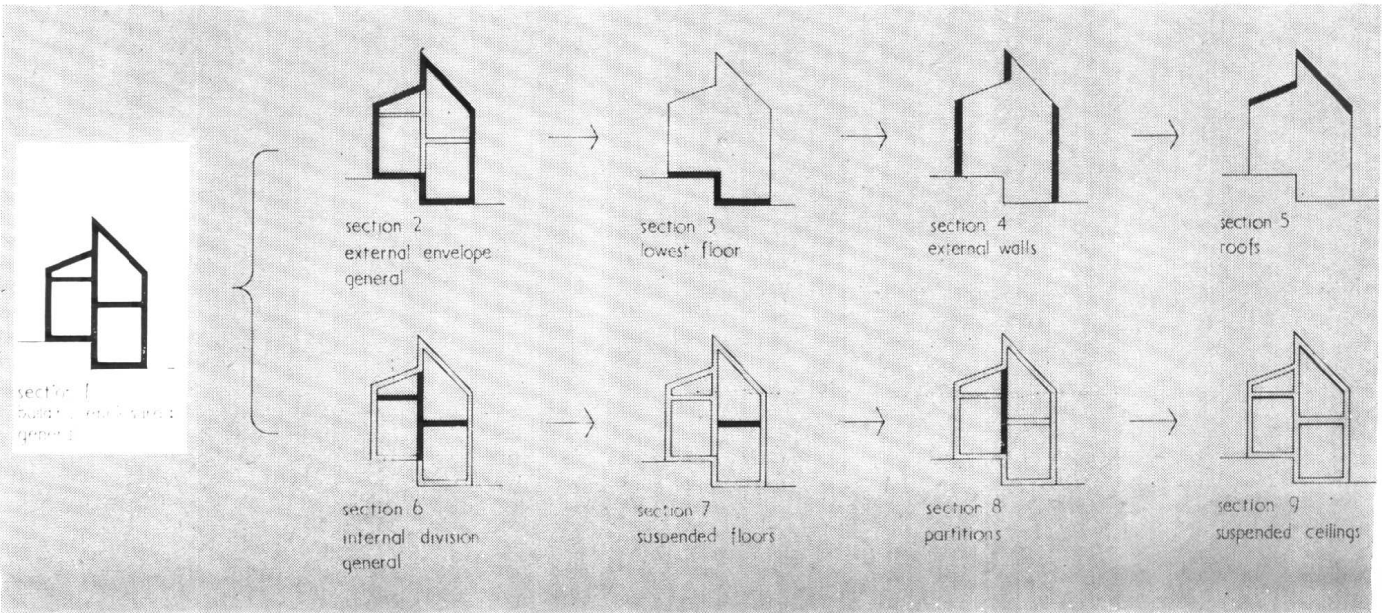 section 1
general
section 2
external envelope
general
section 3
lowest floor
section 4
external walls
section 5
roofs
section 6
internal division
general
section 7
suspended floors
section 8
partitions
section 9
suspended ceilings